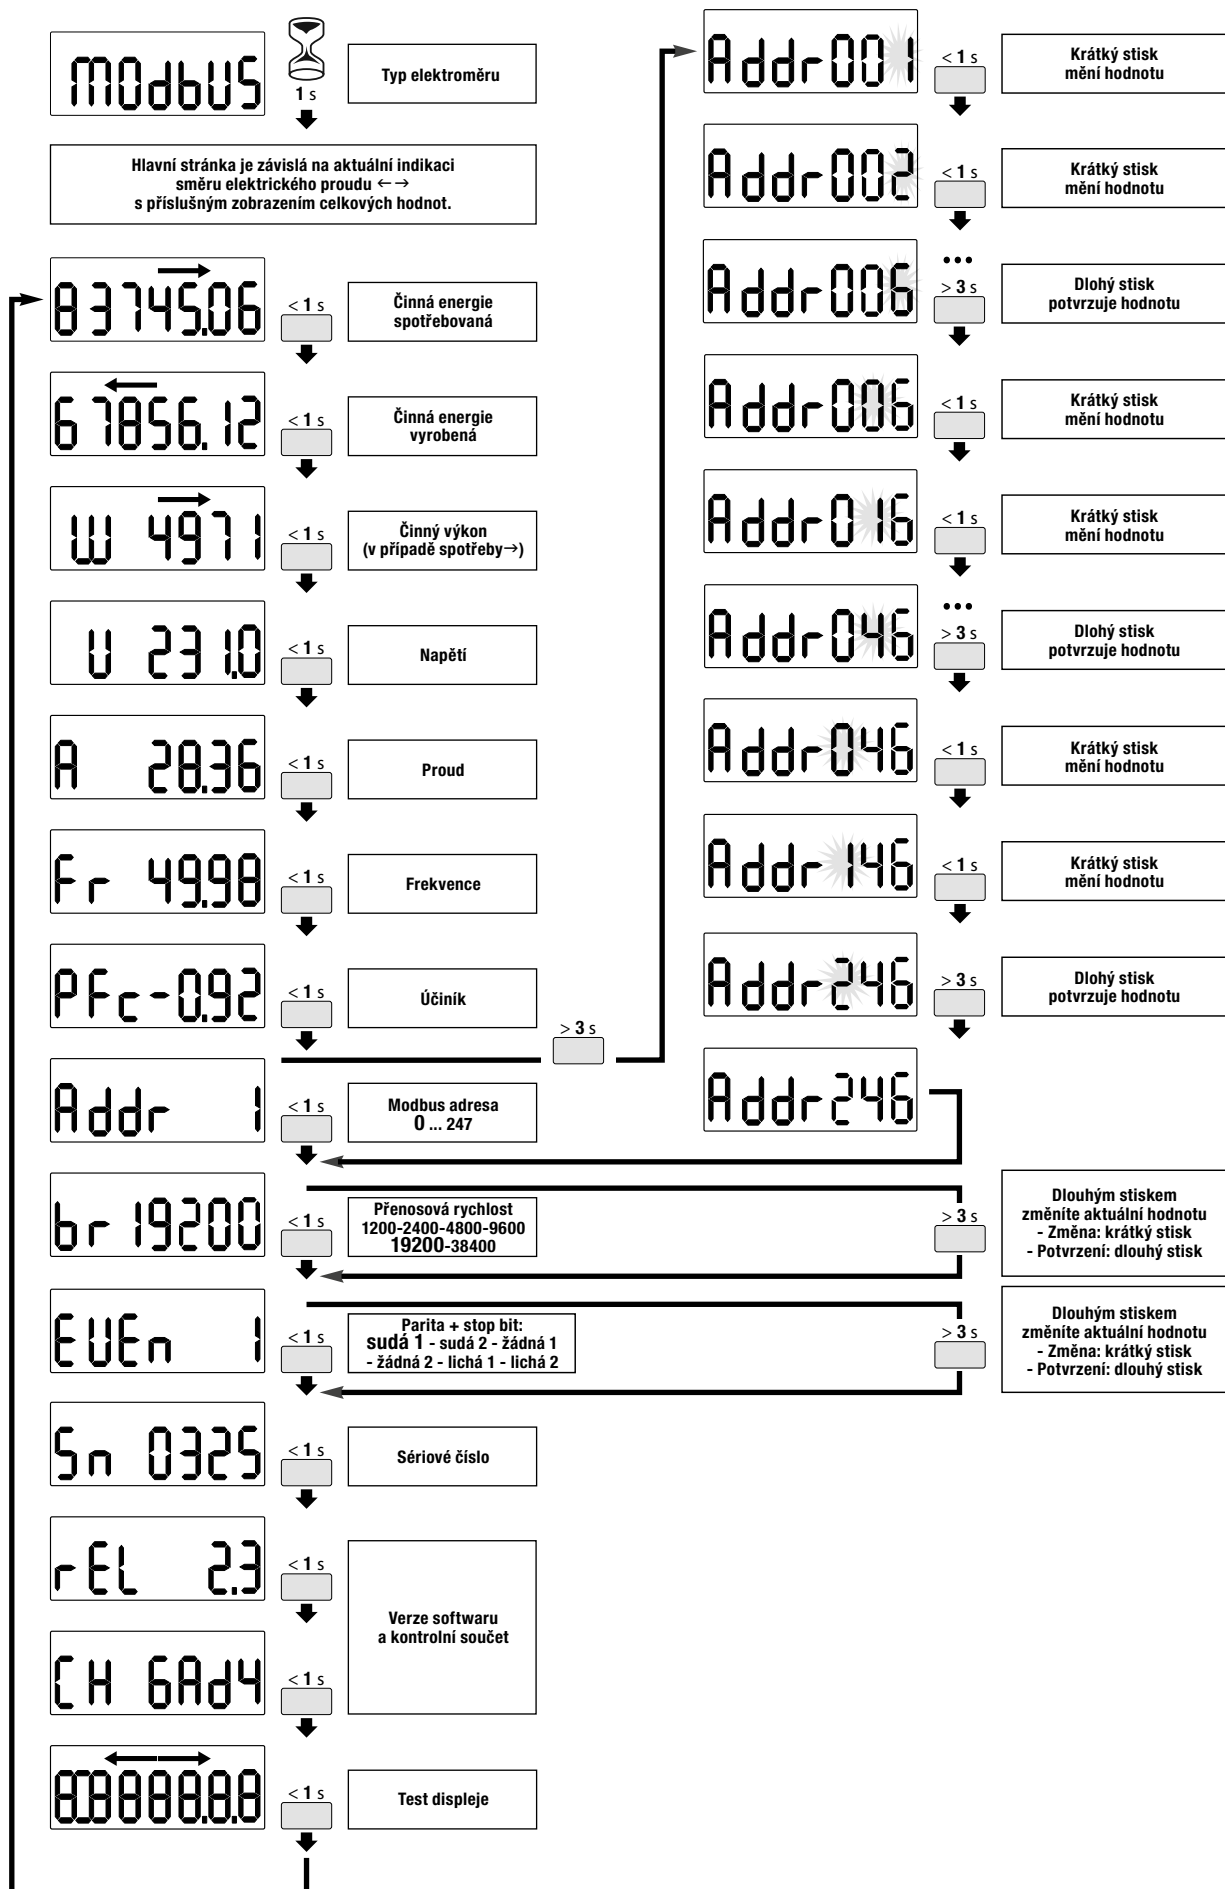 MOdbUS
1 s
Typ elektroměru
Hlavní stránka je závislá na aktuální indikaci
směru elektrického proudu ←→
s příslušným zobrazením celkových hodnot.
83745.06
< 1 s
Činná energie
spotřebovaná
67856.12
< 1 s
Činná energie
vyrobená
W 4971
< 1 s
Činný výkon
(v případě spotřeby→)
U 231.0
< 1 s
Napětí
A 28.36
< 1 s
Proud
Fr 49.98
< 1 s
Frekvence
PFc-0.92
< 1 s
Účiník
> 3 s
Addr 1
< 1 s
Modbus adresa
0 ... 247
br 19200
< 1 s
Přenosová rychlost
1200-2400-4800-9600
19200-38400
> 3 s
Dlouhým stiskem
změníte aktuální hodnotu
- Změna: krátký stisk
- Potvrzení: dlouhý stisk
EUEn 1
< 1 s
Parita + stop bit:
sudá 1 - sudá 2 - žádná 1
- žádná 2 - lichá 1 - lichá 2
> 3 s
Dlouhým stiskem
změníte aktuální hodnotu
- Změna: krátký stisk
- Potvrzení: dlouhý stisk
Sn 0325
< 1 s
Sériové číslo
rEL 2.3
< 1 s
Verze softwaru
a kontrolní součet
CH 6Ad4
< 1 s
8.8.8888.8.8
< 1 s
Test displeje
Addr001
< 1 s
Krátký stisk
mění hodnotu
Addr002
< 1 s
Krátký stisk
mění hodnotu
Addr006
•••
> 3 s
Dlohý stisk
potvrzuje hodnotu
Addr006
< 1 s
Krátký stisk
mění hodnotu
Addr016
< 1 s
Krátký stisk
mění hodnotu
Addr046
•••
> 3 s
Dlohý stisk
potvrzuje hodnotu
Addr046
< 1 s
Krátký stisk
mění hodnotu
Addr146
< 1 s
Krátký stisk
mění hodnotu
Addr246
> 3 s
Dlohý stisk
potvrzuje hodnotu
Addr246